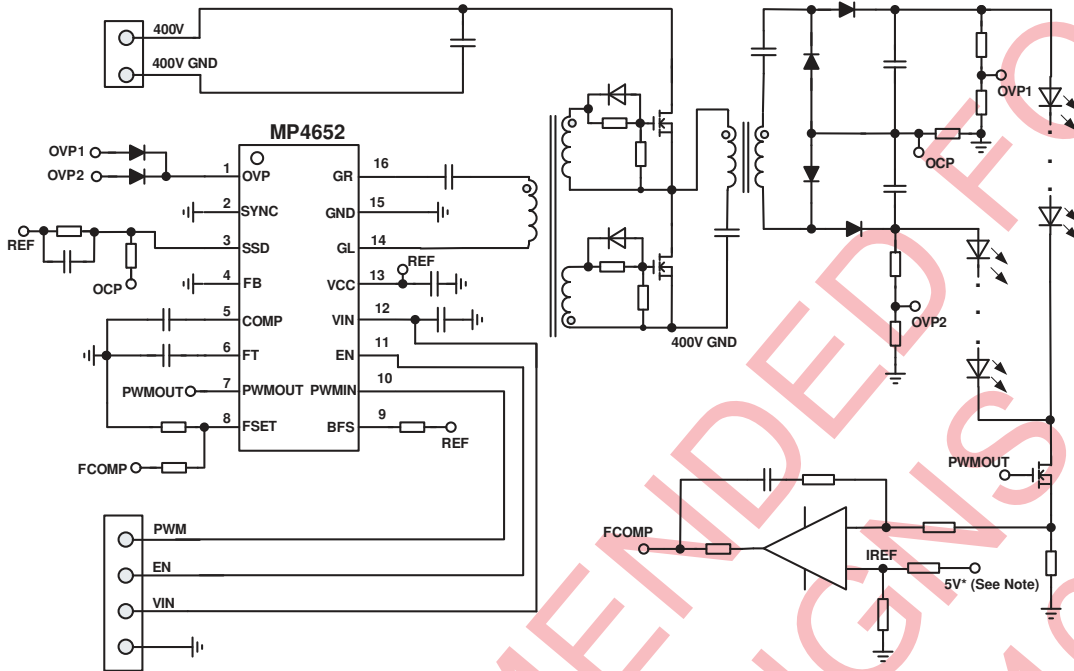 400V
400V GND
MP4652
OVP1
OVP2
1
OVP
2
SYNC
REF
3
SSD
OCP
4
FB
5
COMP
6
FT
PWMOUT
7
PWMOUT
8
FSET
FCOMP
16
GR
15
GND
14
GL
REF
13
VCC
12
VIN
11
EN
10
PWMIN
9
BFS
REF
400V GND
OVP1
OCP
OVP2
PWMOUT
FCOMP
IREF
5V* (See Note)
PWM
EN
VIN